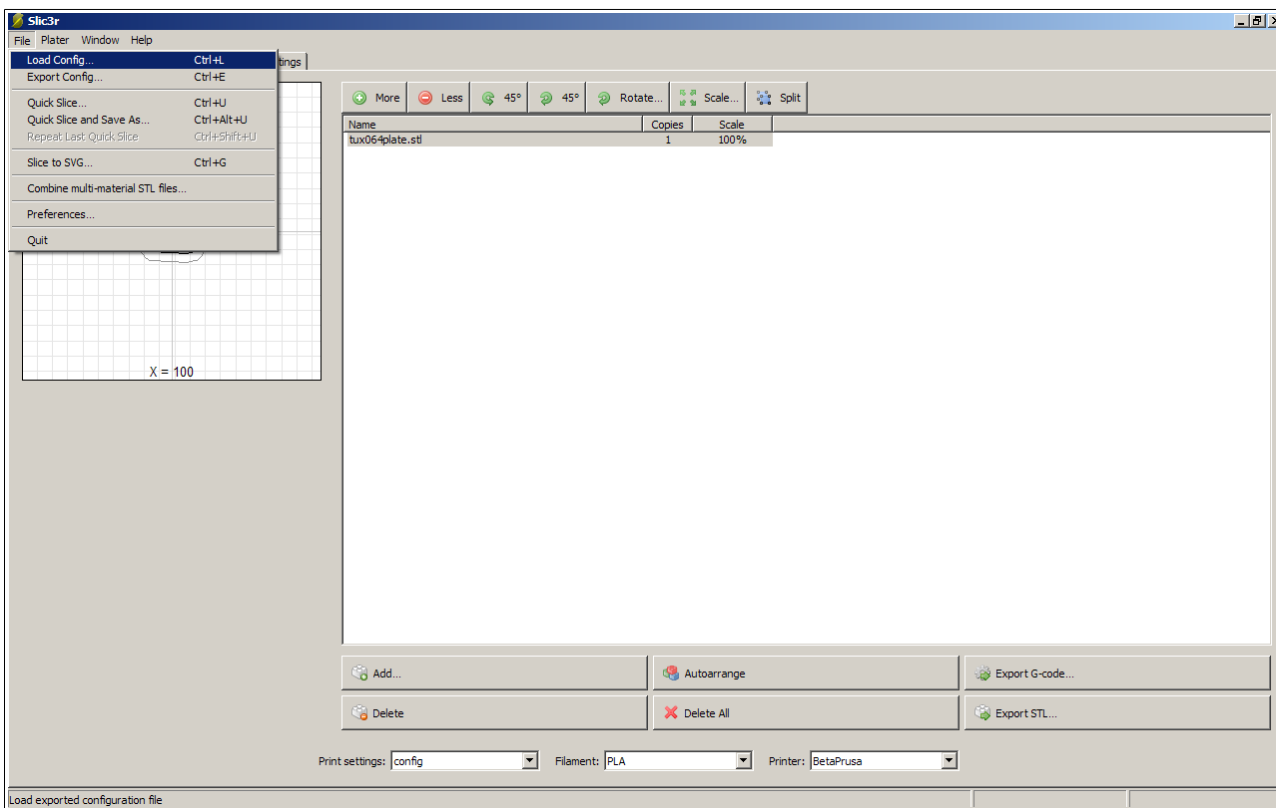 Slic3r
File Plater Window Help
Load Config... Ctrl+L
Export Config... Ctrl+E
Quick Slice... Ctrl+U
Quick Slice and Save As... Ctrl+Alt+U
Repeat Last Quick Slice Ctrl+Shift+U
Slice to SVG... Ctrl+G
Combine multi-material STL files...
Preferences...
Quit
tings
X = 100
More Less 45° 45° Rotate... Scale... Split
Name Copies Scale
tux064plate.stl 1 100%
Add... Autoarrange Export G-code...
Delete Delete All Export STL...
Print settings: config Filament: PLA Printer: BetaPrusa
Load exported configuration file